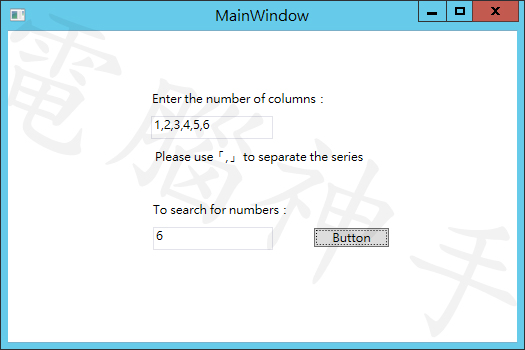 MainWindow
Enter the number of columns：
1,2,3,4,5,6
Please use「,」to separate the series
To search for numbers：
6
Button
電腦神手